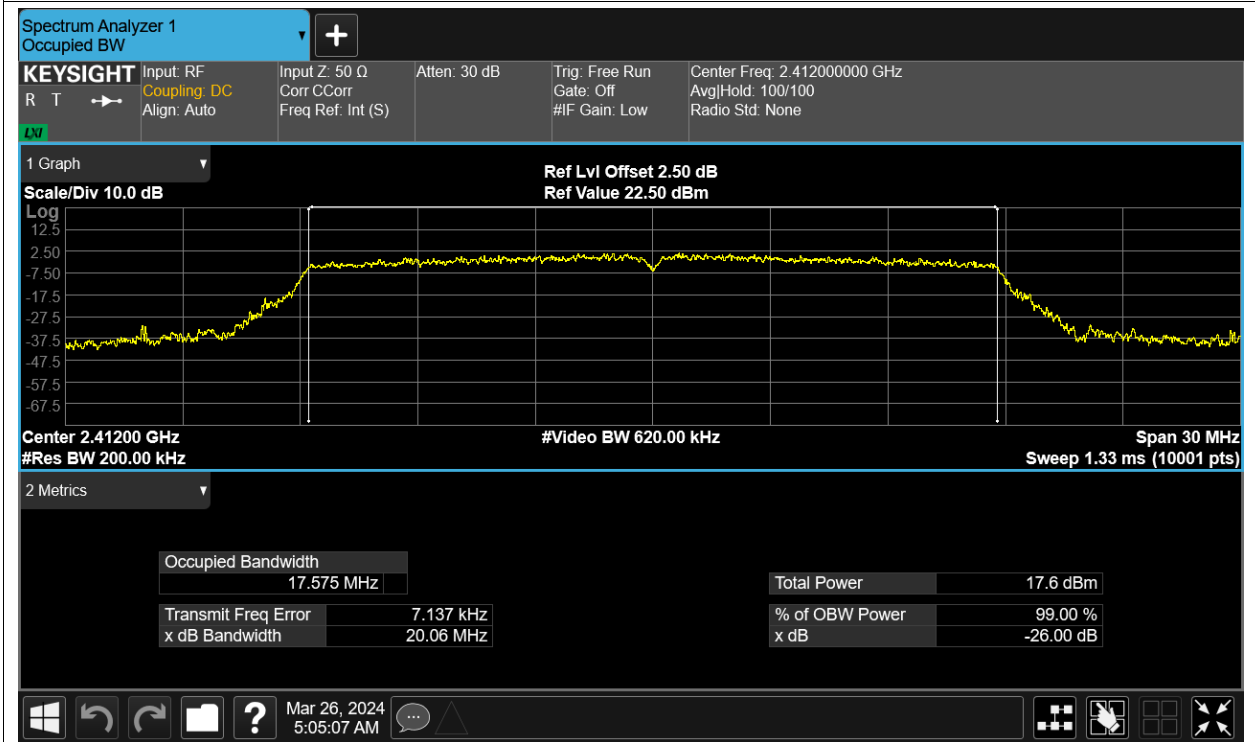 Spectrum Analyzer 1
Occupied BW
KEYSIGHT
R T
LXI
Input: RF
Coupling: DC
Align: Auto
Input Z: 50 Ω
Corr CCorr
Freq Ref: Int (S)
Atten: 30 dB
Trig: Free Run
Gate: Off
#IF Gain: Low
Center Freq: 2.412000000 GHz
Avg|Hold: 100/100
Radio Std: None
1 Graph
Scale/Div 10.0 dB
Ref Lvl Offset 2.50 dB
Ref Value 22.50 dBm
Log
12.5
2.50
-7.50
-17.5
-27.5
-37.5
-47.5
-57.5
-67.5
Center 2.41200 GHz
#Res BW 200.00 kHz
#Video BW 620.00 kHz
Span 30 MHz
Sweep 1.33 ms (10001 pts)
2 Metrics
Occupied Bandwidth
17.575 MHz
Transmit Freq Error 7.137 kHz
x dB Bandwidth 20.06 MHz
Total Power 17.6 dBm
% of OBW Power 99.00 %
x dB -26.00 dB
?
Mar 26, 2024
5:05:07 AM